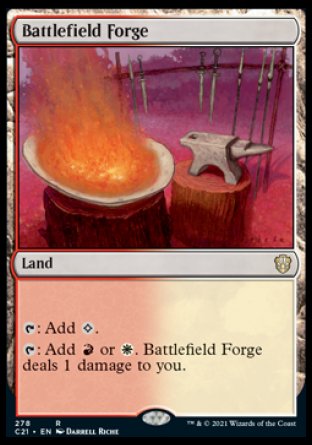 Battlefield Forge
Land
: Add .
: Add or . Battlefield Forge
deals 1 damage to you.
278 R
C21 • EN DARRELL RICHE
™ & © 2021 Wizards of the Coast